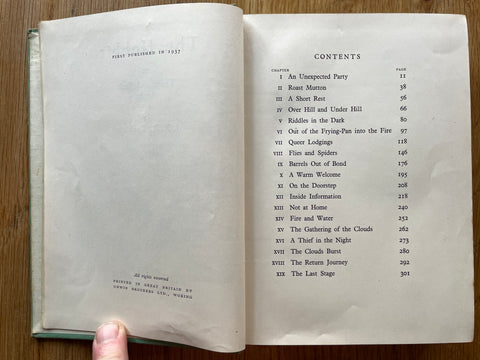 FIRST PUBLISHED IN 1937
All rights reserved
PRINTED IN GREAT BRITAIN BY
UNWIN BROTHERS LTD., WOKING
CONTENTS
CHAPTER PAGE
I An Unexpected Party 11
II Roast Mutton 38
III A Short Rest 56
IV Over Hill and Under Hill 66
V Riddles in the Dark 80
VI Out of the Frying-Pan into the Fire 97
VII Queer Lodgings 118
VIII Flies and Spiders 146
IX Barrels Out of Bond 176
X A Warm Welcome 195
XI On the Doorstep 208
XII Inside Information 218
XIII Not at Home 240
XIV Fire and Water 252
XV The Gathering of the Clouds 262
XVI A Thief in the Night 273
XVII The Clouds Burst 280
XVIII The Return Journey 292
XIX The Last Stage 301